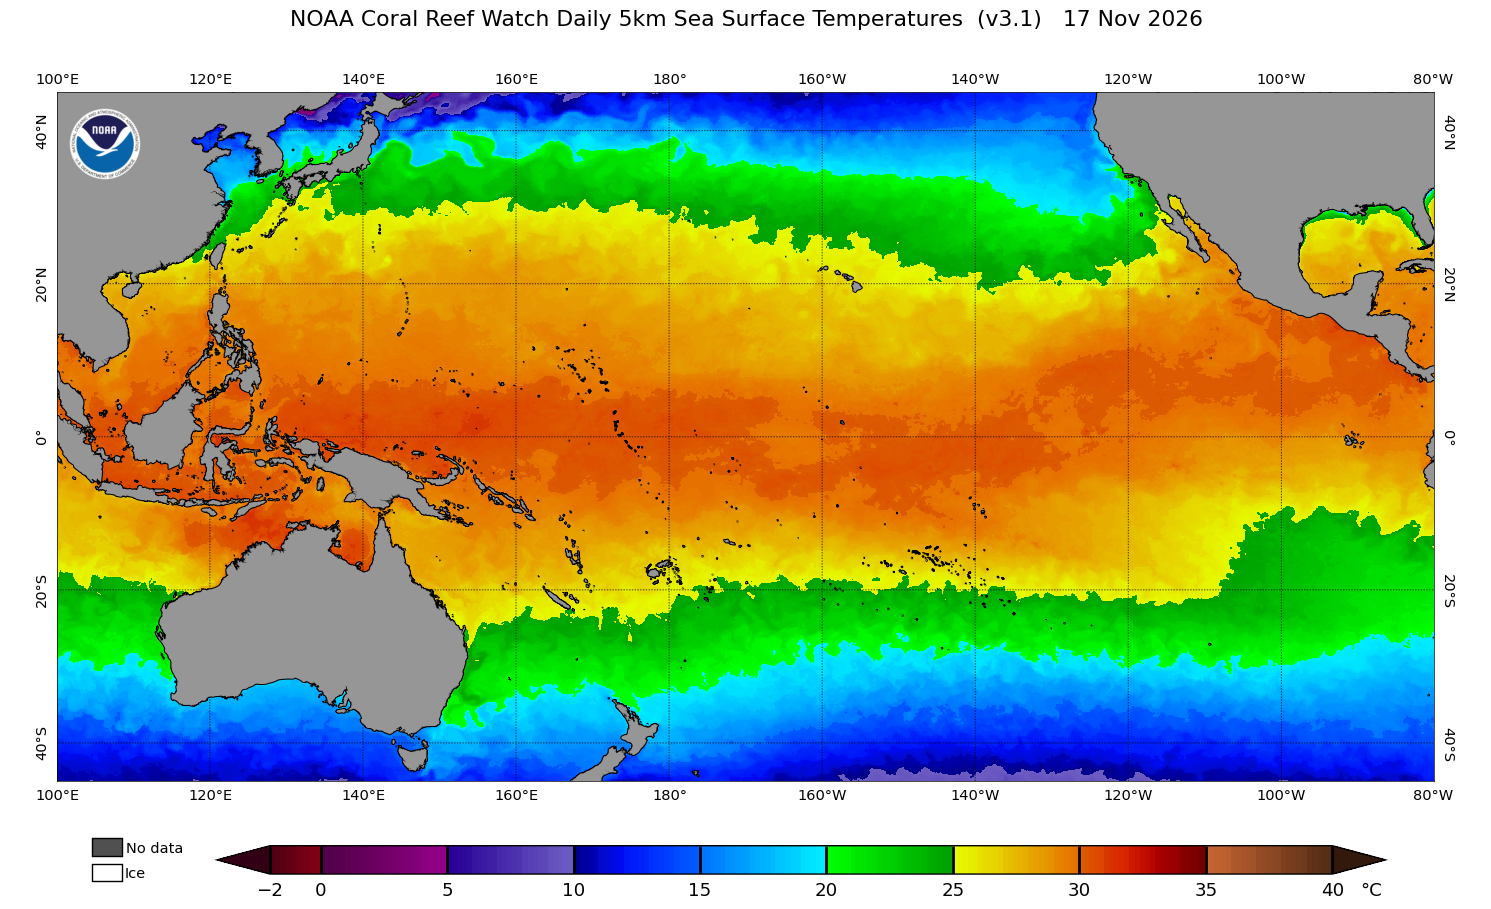 NOAA Coral Reef Watch Daily 5km Sea Surface Temperatures (v3.1) 17 Nov 2026
100°E 120°E 140°E 160°E 180° 160°W 140°W 120°W 100°W 80°W
NOAA
40°N 40°N
20°N 20°N
0° 0°
20°S 20°S
40°S 40°S
100°E 120°E 140°E 160°E 180° 160°W 140°W 120°W 100°W 80°W
No data
Ice
−2 0 5 10 15 20 25 30 35 40 °C